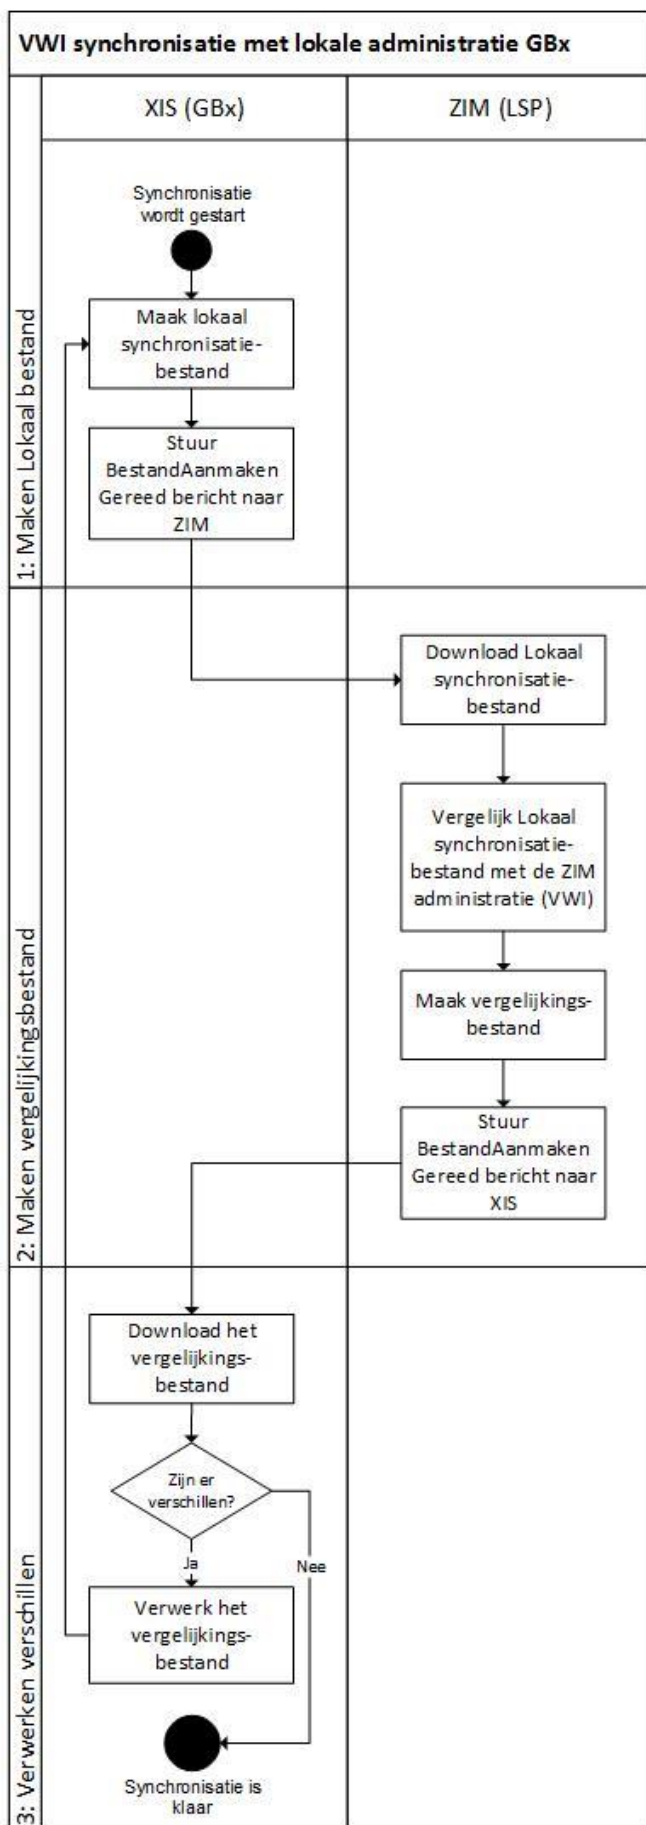 VWI synchronisatie met lokale administratie GBx
XIS (GBx)
ZIM (LSP)
1: Maken Lokaal bestand
Synchronisatie
wordt gestart
Maak lokaal
synchronisatie-
bestand
Stuur
BestandAanmaken
Gereed bericht naar
ZIM
2: Maken vergelijkingsbestand
Download Lokaal
synchronisatie-
bestand
Vergelijk Lokaal
synchronisatie-
bestand met de ZIM
administratie (VWI)
Maak vergelijkings-
bestand
Stuur
BestandAanmaken
Gereed bericht naar
XIS
3: Verwerken verschillen
Download het
vergelijkings-
bestand
Zijn er
verschillen?
Ja
Nee
Verwerk het
vergelijkings-
bestand
Synchronisatie is
klaar